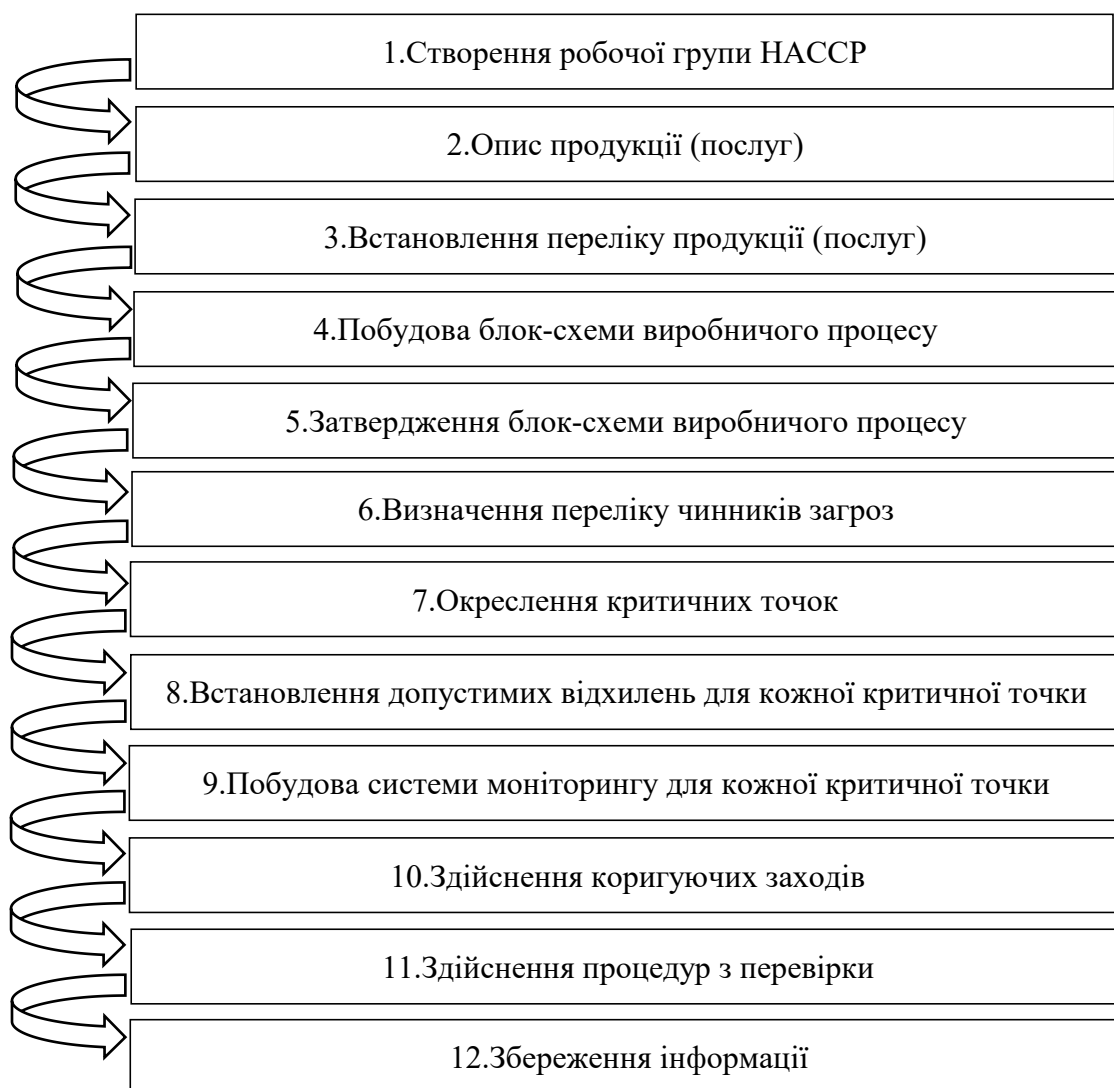 1.Створення робочої групи НАССР
2.Опис продукції (послуг)
3.Встановлення переліку продукції (послуг)
4.Побудова блок-схеми виробничого процесу
5.Затвердження блок-схеми виробничого процесу
6.Визначення переліку чинників загроз
7.Окреслення критичних точок
8.Встановлення допустимих відхилень для кожної критичної точки
9.Побудова системи моніторингу для кожної критичної точки
10.Здійснення коригуючих заходів
11.Здійснення процедур з перевірки
12.Збереження інформації